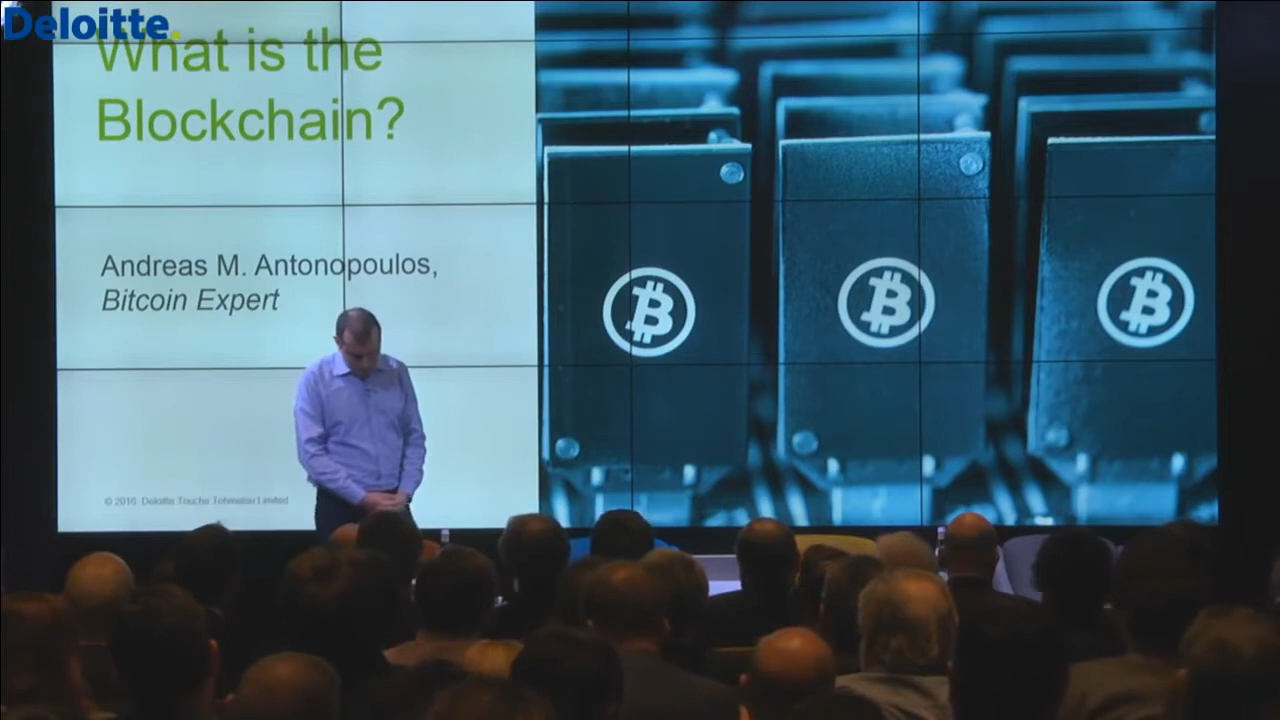 Deloitte.
What is the
Blockchain?
Andreas M. Antonopoulos,
Bitcoin Expert
© 2016 Deloitte Touche Tohmatsu Limited